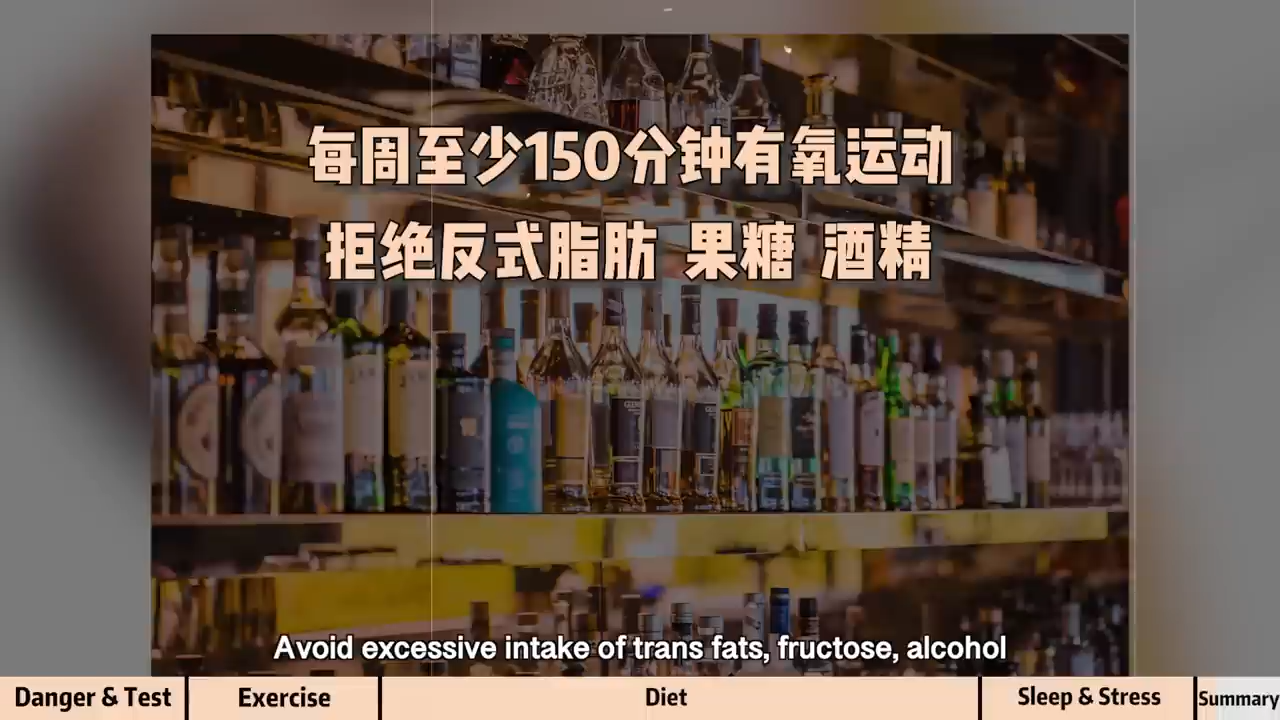 每周至少150分钟有氧运动
拒绝反式脂肪 果糖 酒精
Avoid excessive intake of trans fats, fructose, alcohol
Danger & Test
Exercise
Diet
Sleep & Stress
Summary